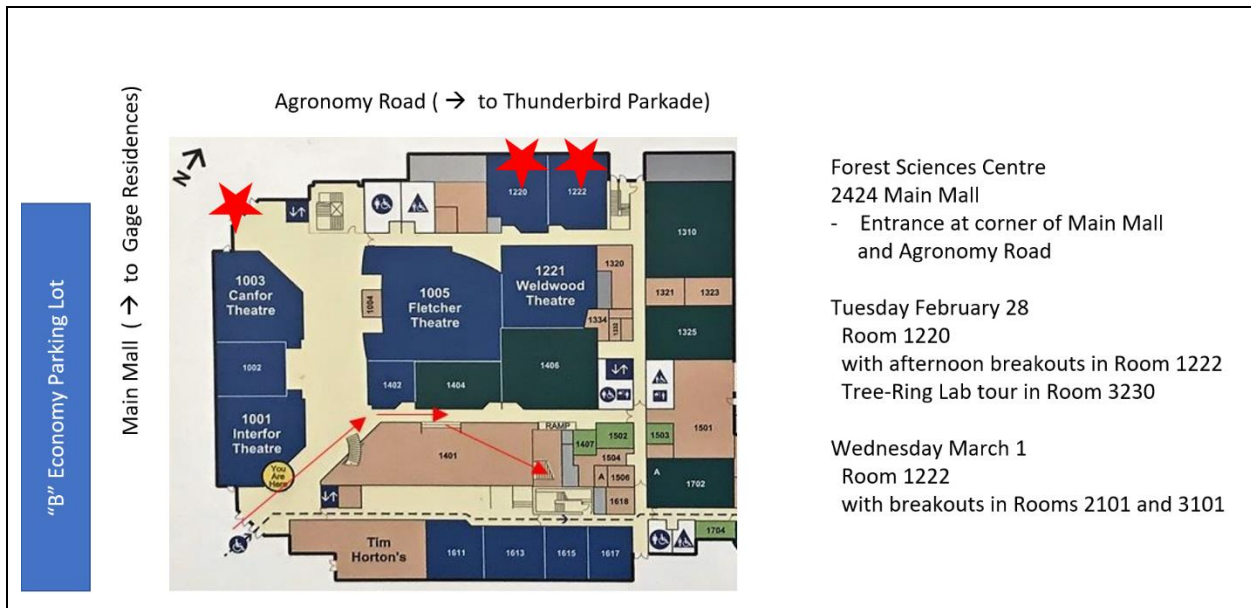 Agronomy Road ( → to Thunderbird Parkade)
"B" Economy Parking Lot
Main Mall ( → to Gage Residences)
N
1220
1222
1310
1003
Canfor
Theatre
1005
Fletcher
Theatre
1221
Weldwood
Theatre
1320
1321
1323
1004
1334
1332
1325
1002
1406
1402
1404
1001
Interfor
Theatre
You
Are
Here
1401
RAMP
1407
1502
1503
1501
1504
A
1506
A
1702
1618
Tim
Horton's
1611
1613
1615
1617
1704
Forest Sciences Centre
2424 Main Mall
- Entrance at corner of Main Mall
and Agronomy Road
Tuesday February 28
Room 1220
with afternoon breakouts in Room 1222
Tree-Ring Lab tour in Room 3230
Wednesday March 1
Room 1222
with breakouts in Rooms 2101 and 3101